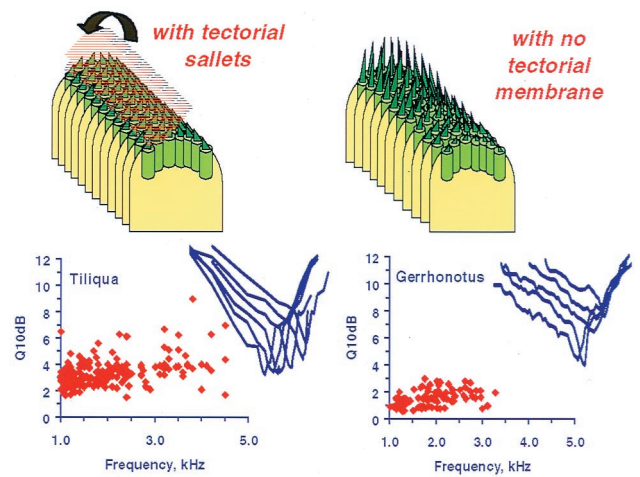 with tectorial
sallets
with no
tectorial
membrane
Tiliqua
Q10dB
12
10
8
6
4
2
0
1.0 3.0 5.0
Frequency, kHz
Gerrhonotus
Q10dB
12
10
8
6
4
2
0
1.0 2.0 3.0 4.0 5.0
Frequency, kHz